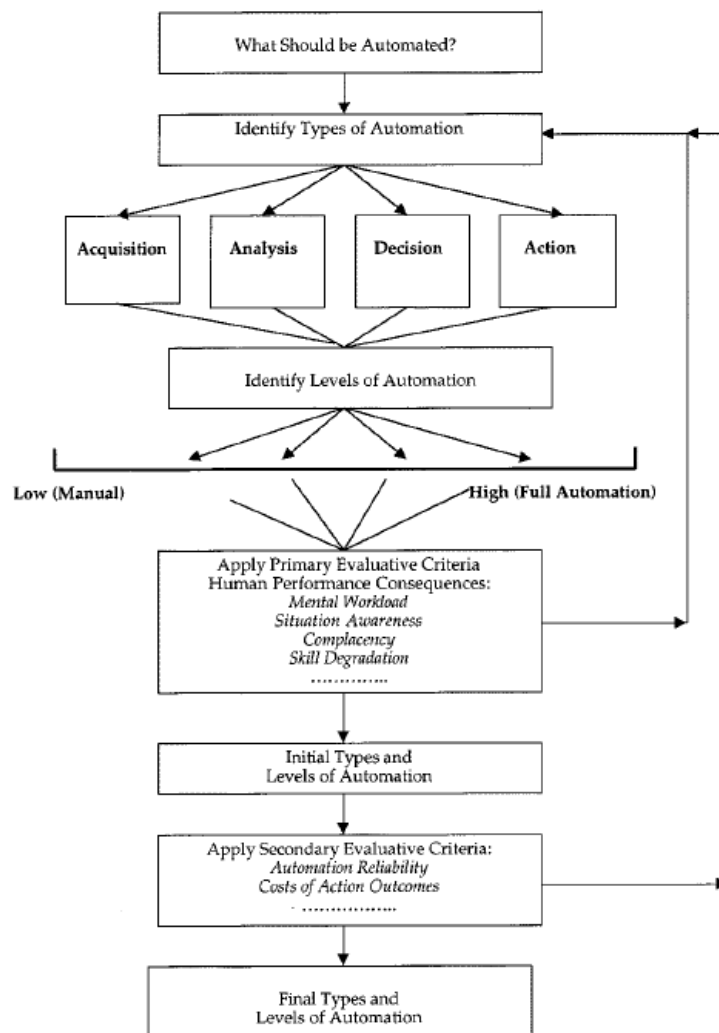 What Should be Automated?
Identify Types of Automation
Acquisition
Analysis
Decision
Action
Identify Levels of Automation
Low (Manual)
High (Full Automation)
Apply Primary Evaluative Criteria
Human Performance Consequences:
Mental Workload
Situation Awareness
Complacency
Skill Degradation
..............
Initial Types and
Levels of Automation
Apply Secondary Evaluative Criteria:
Automation Reliability
Costs of Action Outcomes
.................
Final Types and
Levels of Automation